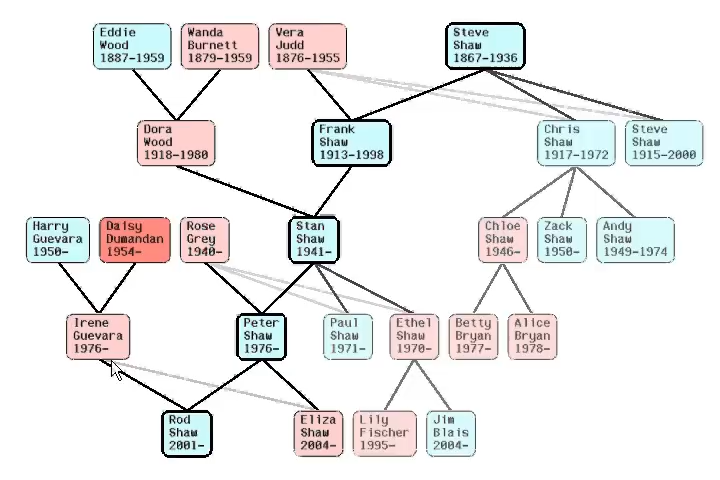 Eddie
Wood
1887-1959
Wanda
Burnett
1879-1959
Vera
Judd
1876-1955
Steve
Shaw
1867-1936
Dora
Wood
1918-1980
Frank
Shaw
1913-1998
Chris
Shaw
1917-1972
Steve
Shaw
1915-2000
Harry
Guevara
1950-
Daisy
Dumandan
1954-
Rose
Grey
1940-
Stan
Shaw
1941-
Chloe
Shaw
1946-
Zack
Shaw
1950-
Andy
Shaw
1949-1974
Irene
Guevara
1976-
Peter
Shaw
1976-
Paul
Shaw
1971-
Ethel
Shaw
1970-
Betty
Bryan
1977-
Alice
Bryan
1978-
Rod
Shaw
2001-
Eliza
Shaw
2004-
Lily
Fischer
1995-
Jim
Blais
2004-